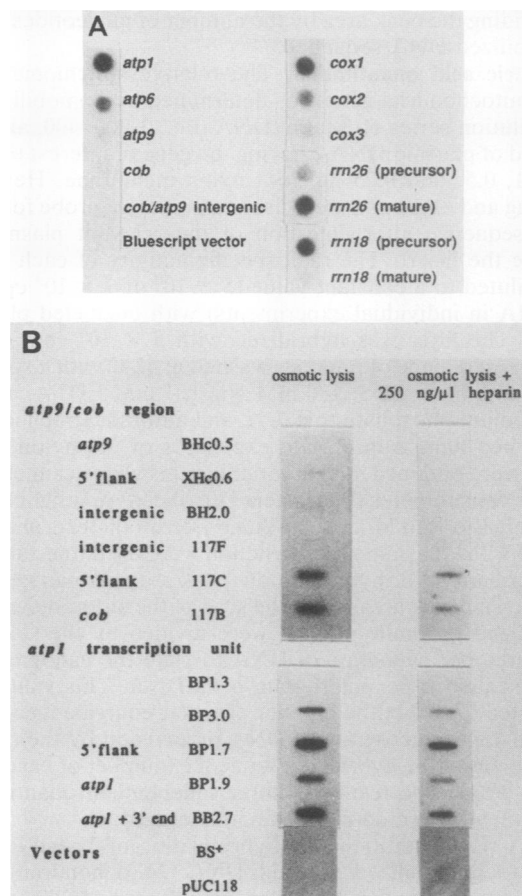 A
atp1
atp6
atp9
cob
cob/atp9 intergenic
Bluescript vector
cox1
cox2
cox3
rrn26 (precursor)
rrn26 (mature)
rrn18 (precursor)
rrn18 (mature)
B
osmotic lysis
osmotic lysis +
250 ng/µl heparin
atp9/cob region
atp9 BHc0.5
5'flank XHc0.6
intergenic BH2.0
intergenic 117F
5'flank 117C
cob 117B
atp1 transcription unit
BP1.3
BP3.0
5'flank BP1.7
atp1 BP1.9
atp1 + 3' end BB2.7
Vectors BS+
pUC118